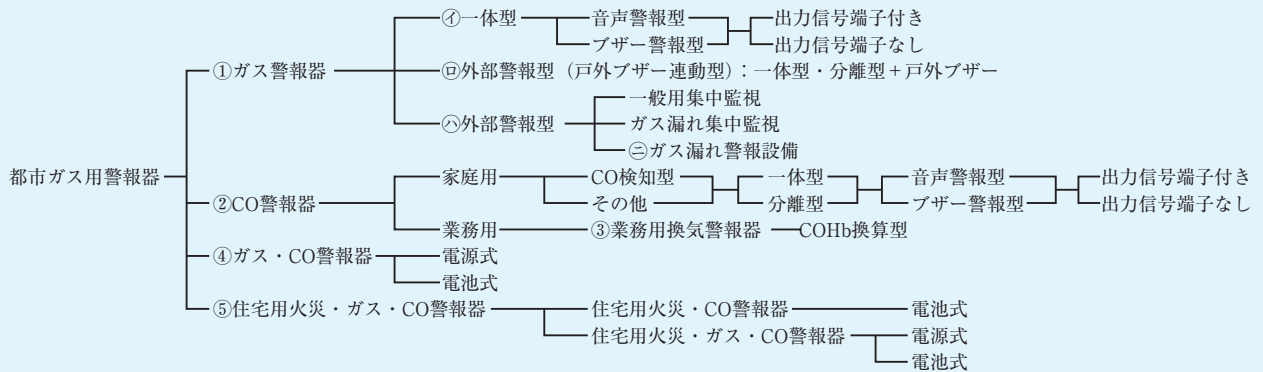 ㋑一体型 音声警報型 出力信号端子付き
ブザー警報型 出力信号端子なし
①ガス警報器 ㋺外部警報型（戸外ブザー連動型）：一体型・分離型＋戸外ブザー
一般用集中監視
㋩外部警報型 ガス漏れ集中監視
㋥ガス漏れ警報設備
都市ガス用警報器 家庭用 CO検知型 一体型 音声警報型 出力信号端子付き
②CO警報器 その他 分離型 ブザー警報型 出力信号端子なし
業務用 ③業務用換気警報器 COHb換算型
④ガス・CO警報器 電源式
電池式
⑤住宅用火災・ガス・CO警報器 住宅用火災・CO警報器 電池式
住宅用火災・ガス・CO警報器 電源式
電池式